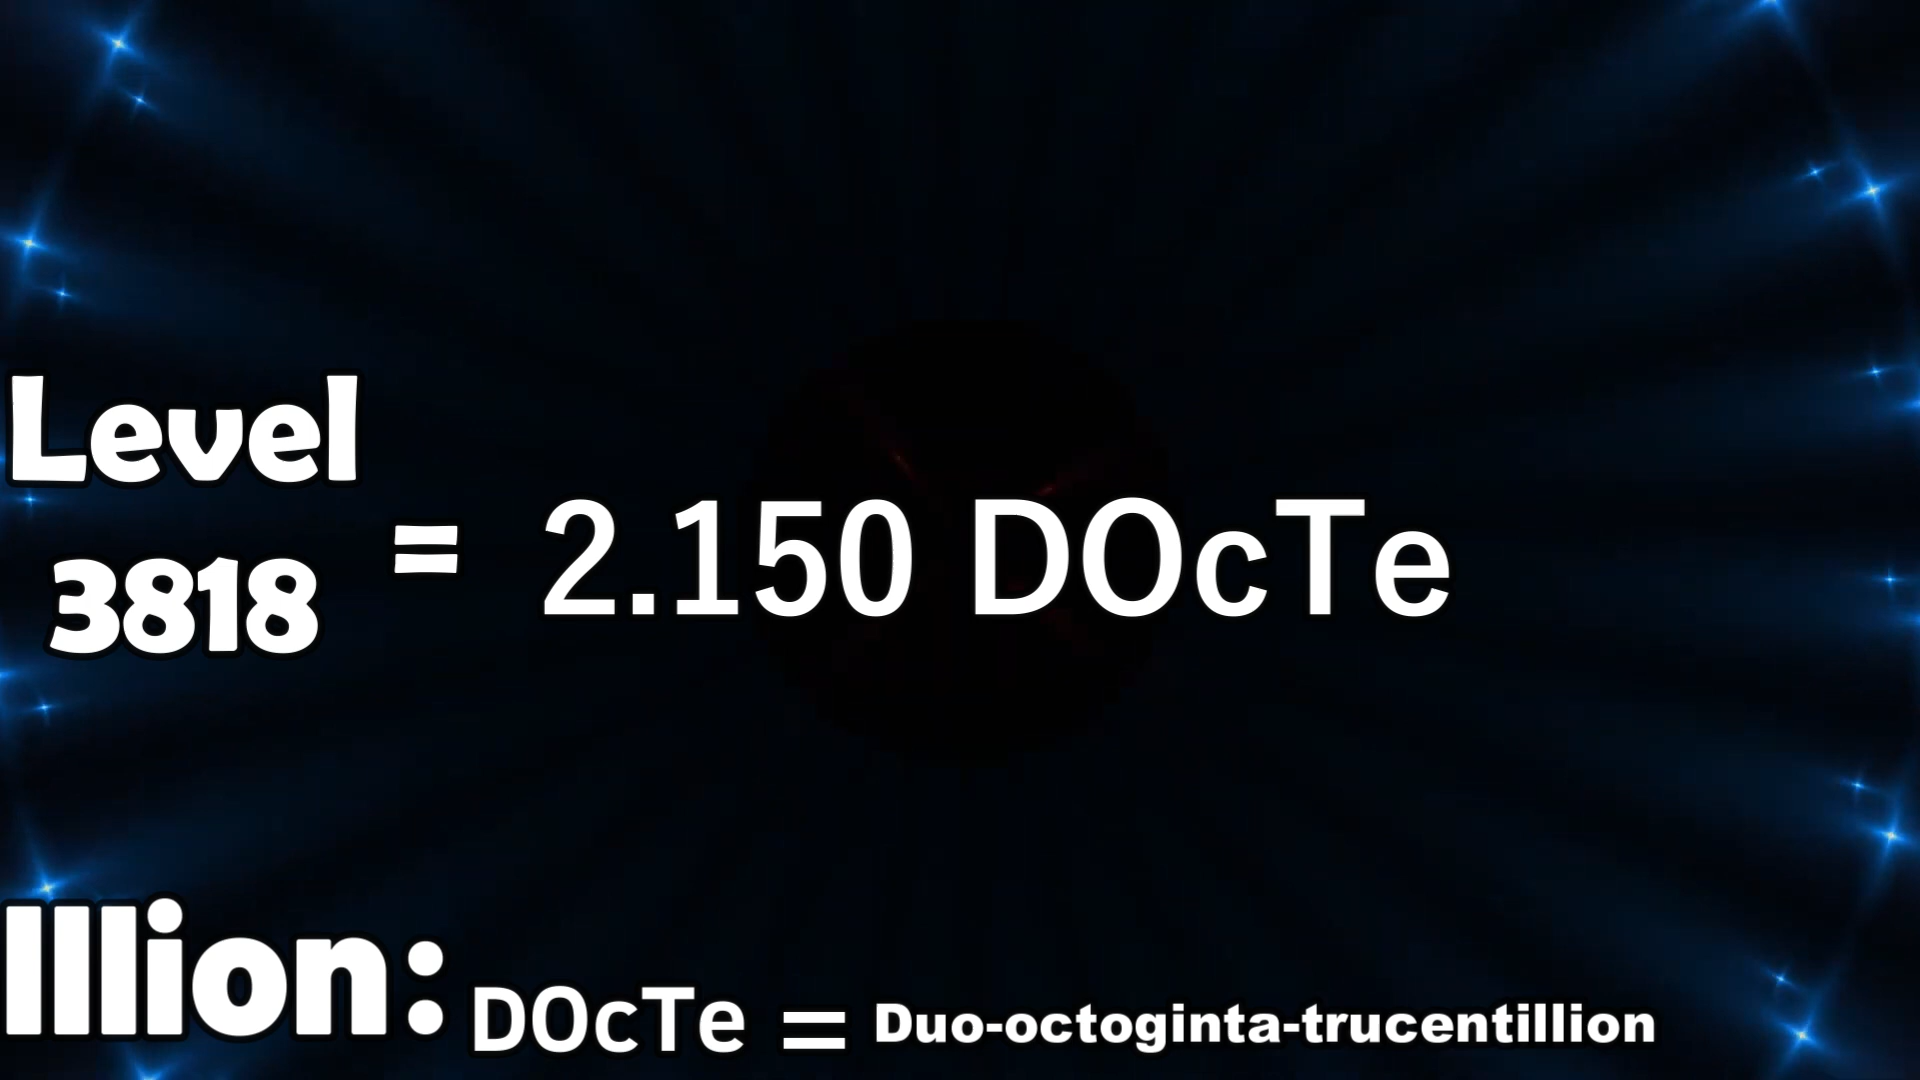 Level
3818
= 2.150 DOcTe
Illion: DOcTe = Duo-octoginta-trucentillion